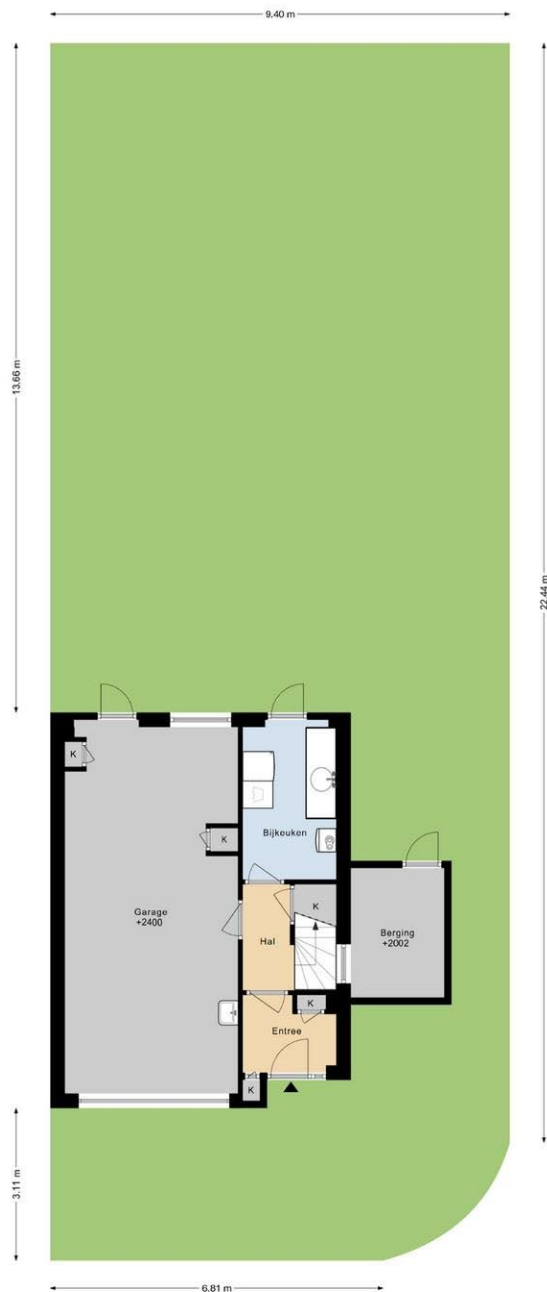 9.40 m
13.66 m
22.44 m
K
K
Bijkeuken
K
Garage
+2400
Berging
+2002
Hal
K
Entree
K
3.11 m
6.81 m